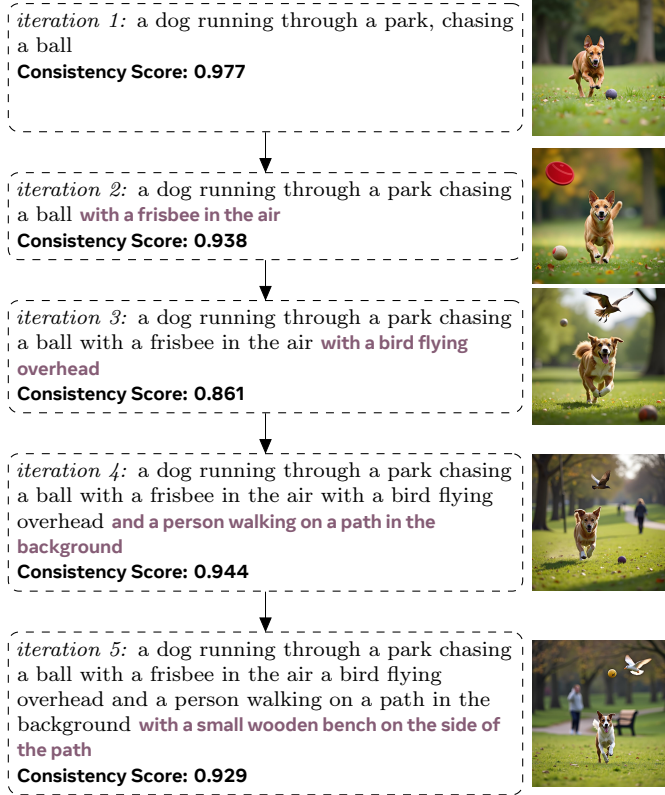 iteration 1: a dog running through a park, chasing
a ball
Consistency Score: 0.977
iteration 2: a dog running through a park chasing
a ball with a frisbee in the air
Consistency Score: 0.938
iteration 3: a dog running through a park chasing
a ball with a frisbee in the air with a bird flying
overhead
Consistency Score: 0.861
iteration 4: a dog running through a park chasing
a ball with a frisbee in the air with a bird flying
overhead and a person walking on a path in the
background
Consistency Score: 0.944
iteration 5: a dog running through a park chasing
a ball with a frisbee in the air a bird flying
overhead and a person walking on a path in the
background with a small wooden bench on the side of
the path
Consistency Score: 0.929